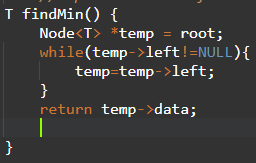 T findMin() {
    Node<T> *temp = root;
    while(temp->left!=NULL){
        temp=temp->left;
    }
    return temp->data;
}